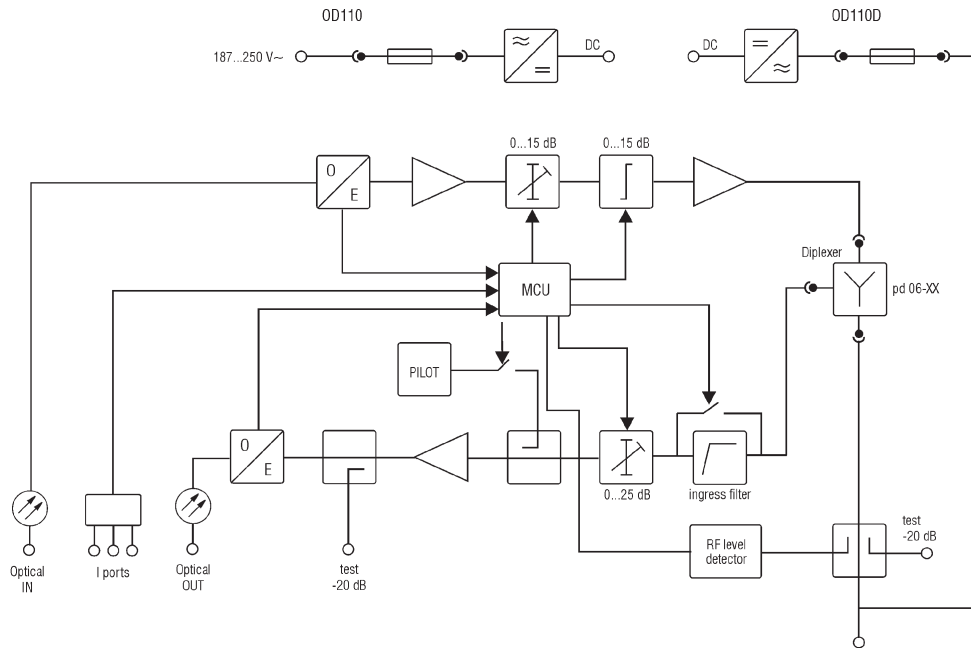 OD110
OD110D
187...250 V~
DC
DC
0...15 dB
0...15 dB
O
E
Diplexer
MCU
pd 06-XX
PILOT
O
E
0...25 dB
ingress filter
test
-20 dB
RF level
detector
Optical
IN
I ports
Optical
OUT
test
-20 dB